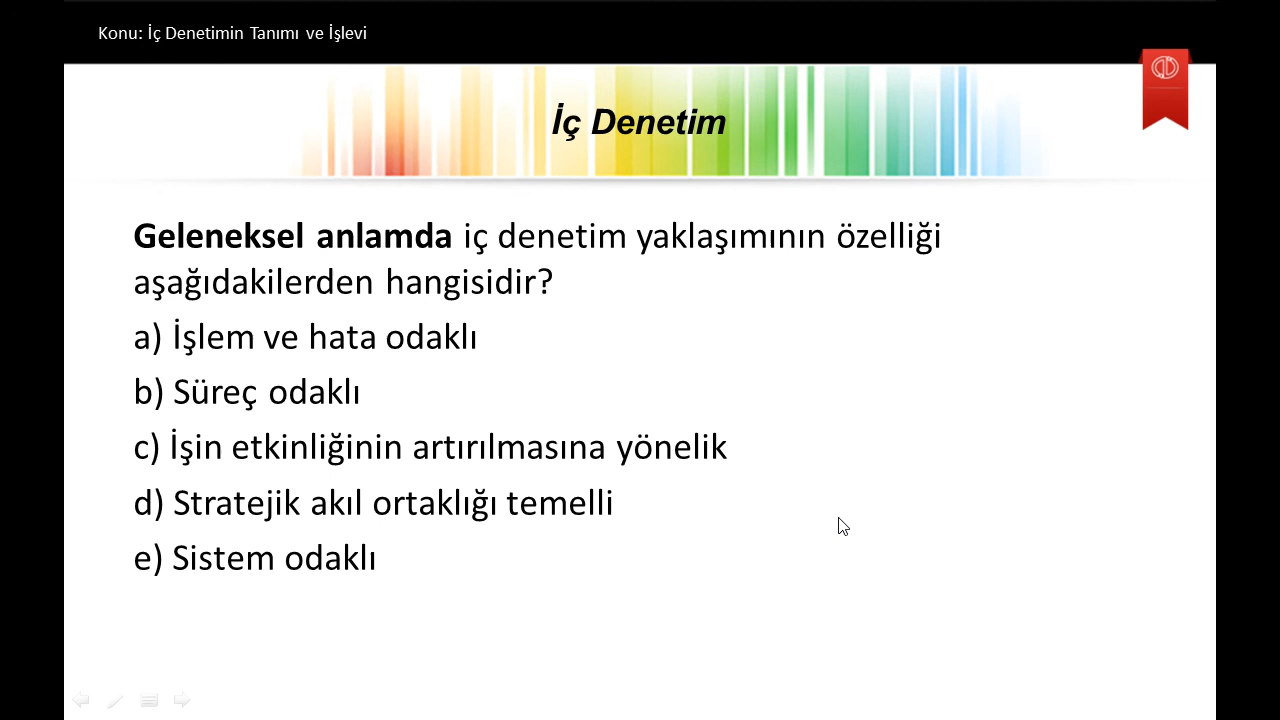 Konu: İç Denetimin Tanımı ve İşlevi
İç Denetim
Geleneksel anlamda iç denetim yaklaşımının özelliği
aşağıdakilerden hangisidir?
a) İşlem ve hata odaklı
b) Süreç odaklı
c) İşin etkinliğinin artırılmasına yönelik
d) Stratejik akıl ortaklığı temelli
e) Sistem odaklı